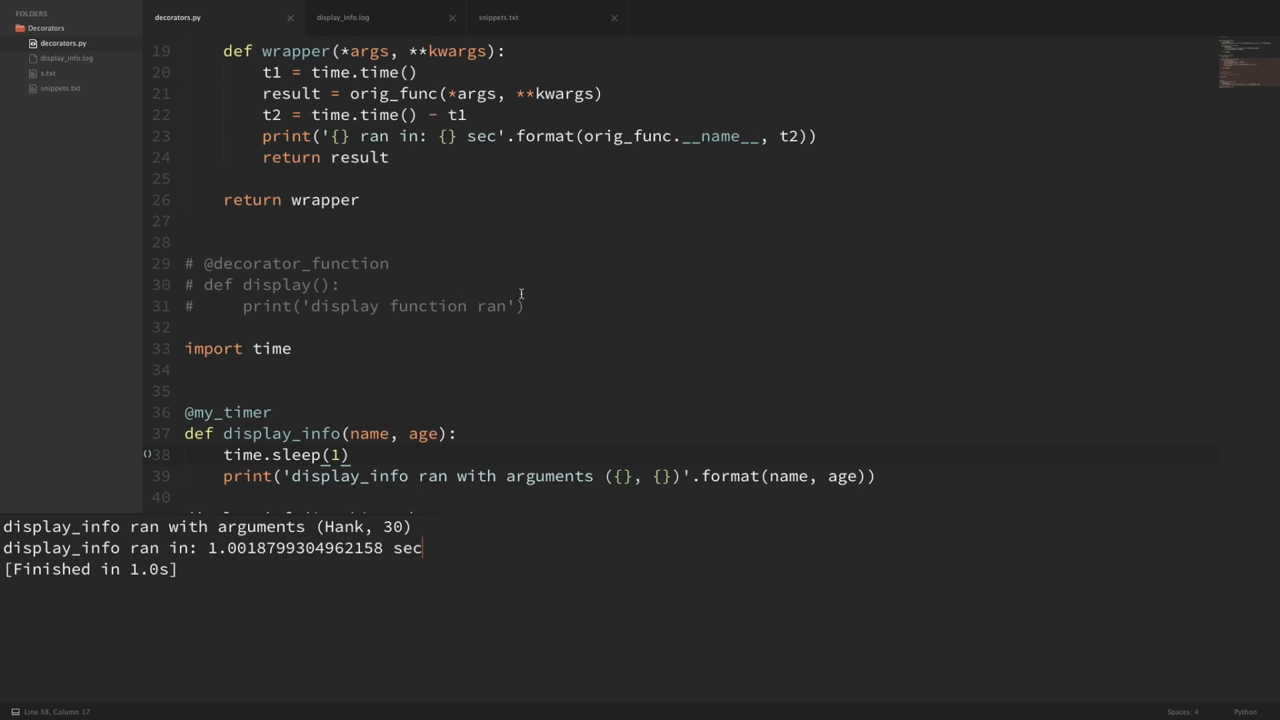 FOLDERS
Decorators
decorators.py
display_info.log
s.txt
snippets.txt
decorators.py
display_info.log
snippets.txt
19     def wrapper(*args, **kwargs):
20         t1 = time.time()
21         result = orig_func(*args, **kwargs)
22         t2 = time.time() - t1
23         print('{} ran in: {} sec'.format(orig_func.__name__, t2))
24         return result
25
26     return wrapper
27
28
29 # @decorator_function
30 # def display():
31 #     print('display function ran')
32
33 import time
34
35
36 @my_timer
37 def display_info(name, age):
38     time.sleep(1)
39     print('display_info ran with arguments ({}, {})'.format(name, age))
40
display_info ran with arguments (Hank, 30)
display_info ran in: 1.0018799304962158 sec
[Finished in 1.0s]
Line 38, Column 17
Spaces: 4
Python